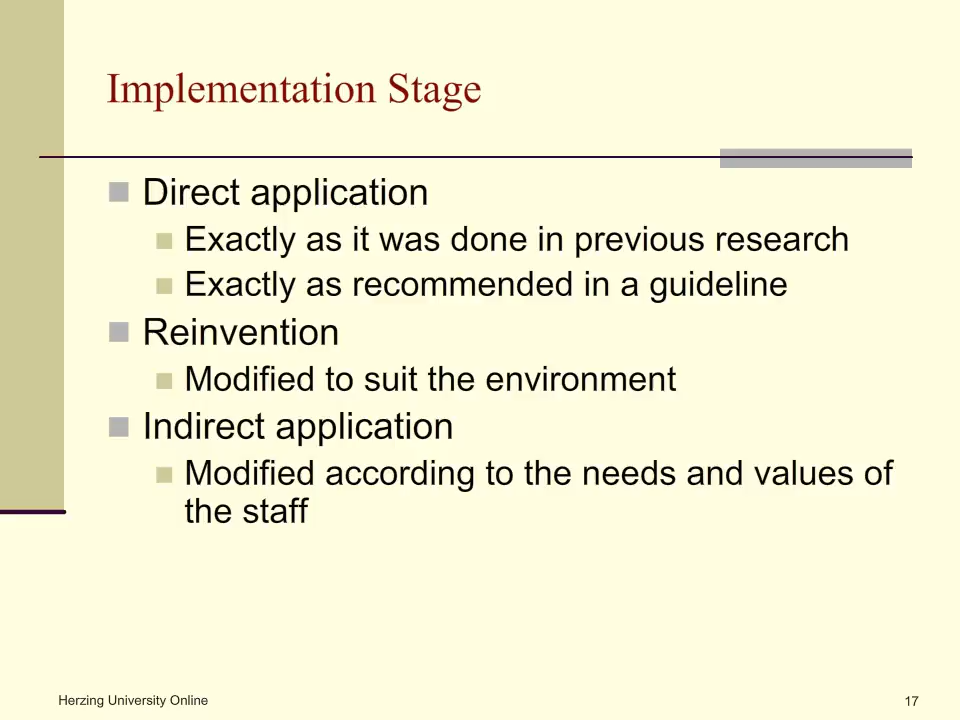 Implementation Stage
Direct application
Exactly as it was done in previous research
Exactly as recommended in a guideline
Reinvention
Modified to suit the environment
Indirect application
Modified according to the needs and values of
the staff
Herzing University Online
17